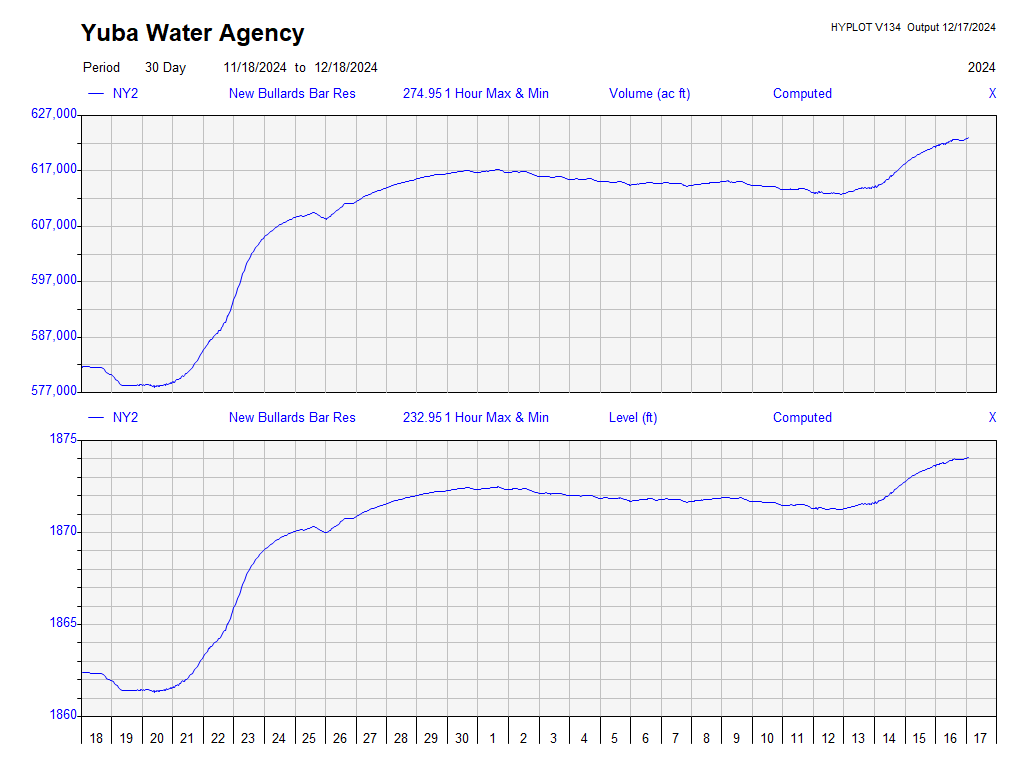 Yuba Water Agency
HYPLOT V134 Output 12/17/2024
Period 30 Day 11/18/2024 to 12/18/2024 2024
NY2 New Bullards Bar Res 274.95 1 Hour Max & Min Volume (ac ft) Computed X
627,000
617,000
607,000
597,000
587,000
577,000
NY2 New Bullards Bar Res 232.95 1 Hour Max & Min Level (ft) Computed X
1875
1870
1865
1860
18 19 20 21 22 23 24 25 26 27 28 29 30 1 2 3 4 5 6 7 8 9 10 11 12 13 14 15 16 17